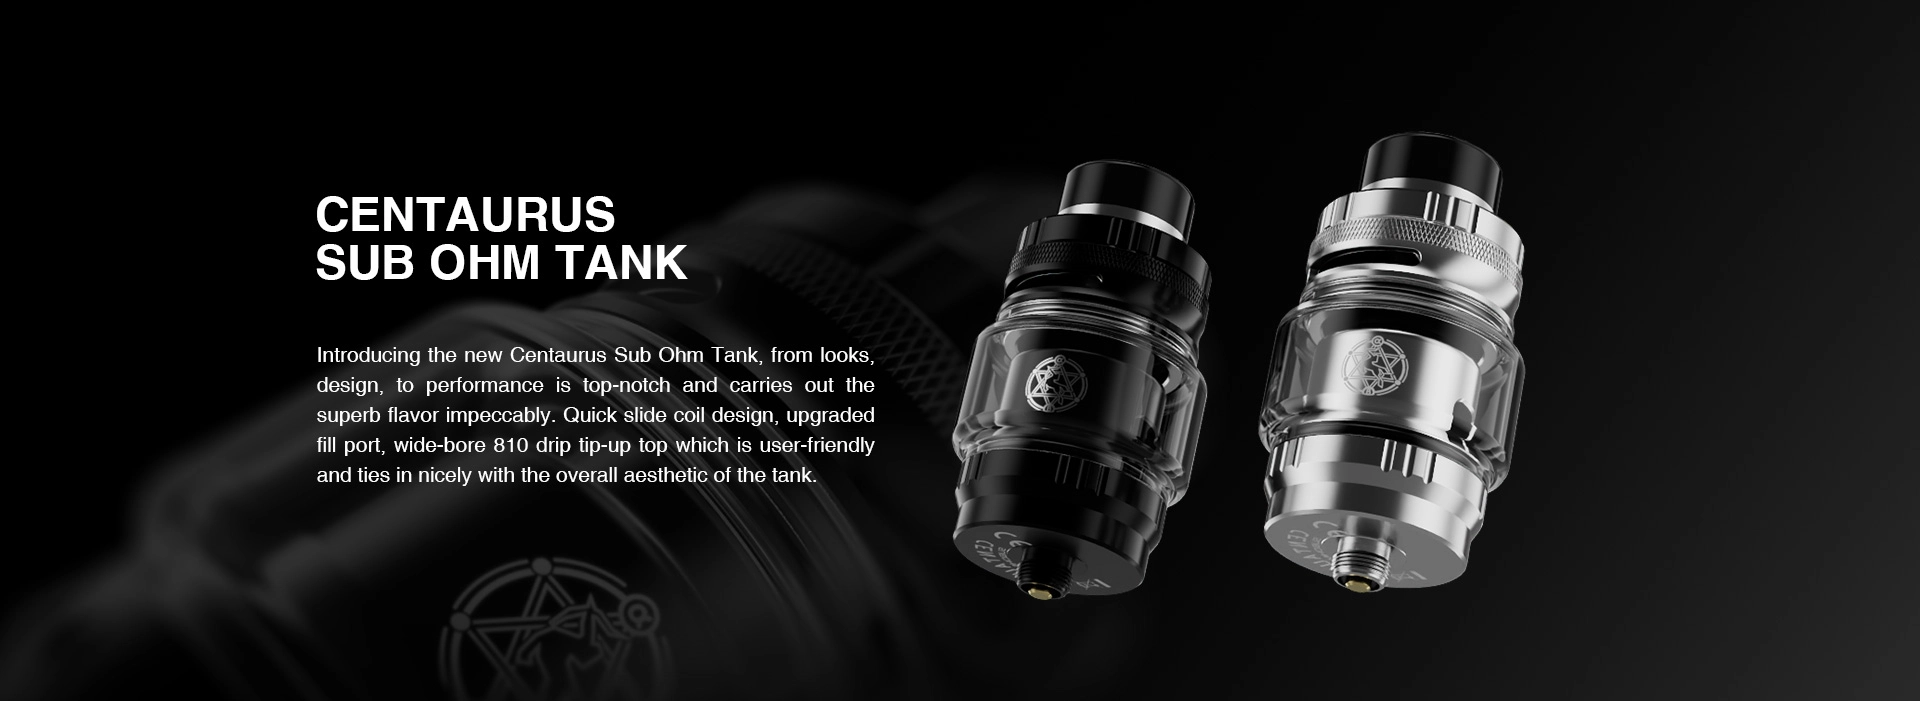 CENTAURUS
SUB OHM TANK
Introducing the new Centaurus Sub Ohm Tank, from looks,
design, to performance is top-notch and carries out the
superb flavor impeccably. Quick slide coil design, upgraded
fill port, wide-bore 810 drip tip-up top which is user-friendly
and ties in nicely with the overall aesthetic of the tank.